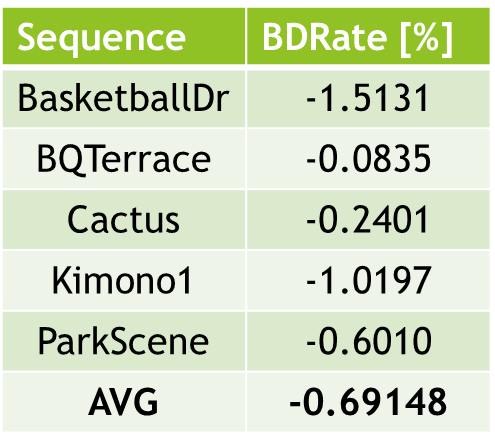 Sequence BDRate [%]
BasketballDr -1.5131
BQTerrace -0.0835
Cactus -0.2401
Kimono1 -1.0197
ParkScene -0.6010
AVG -0.69148